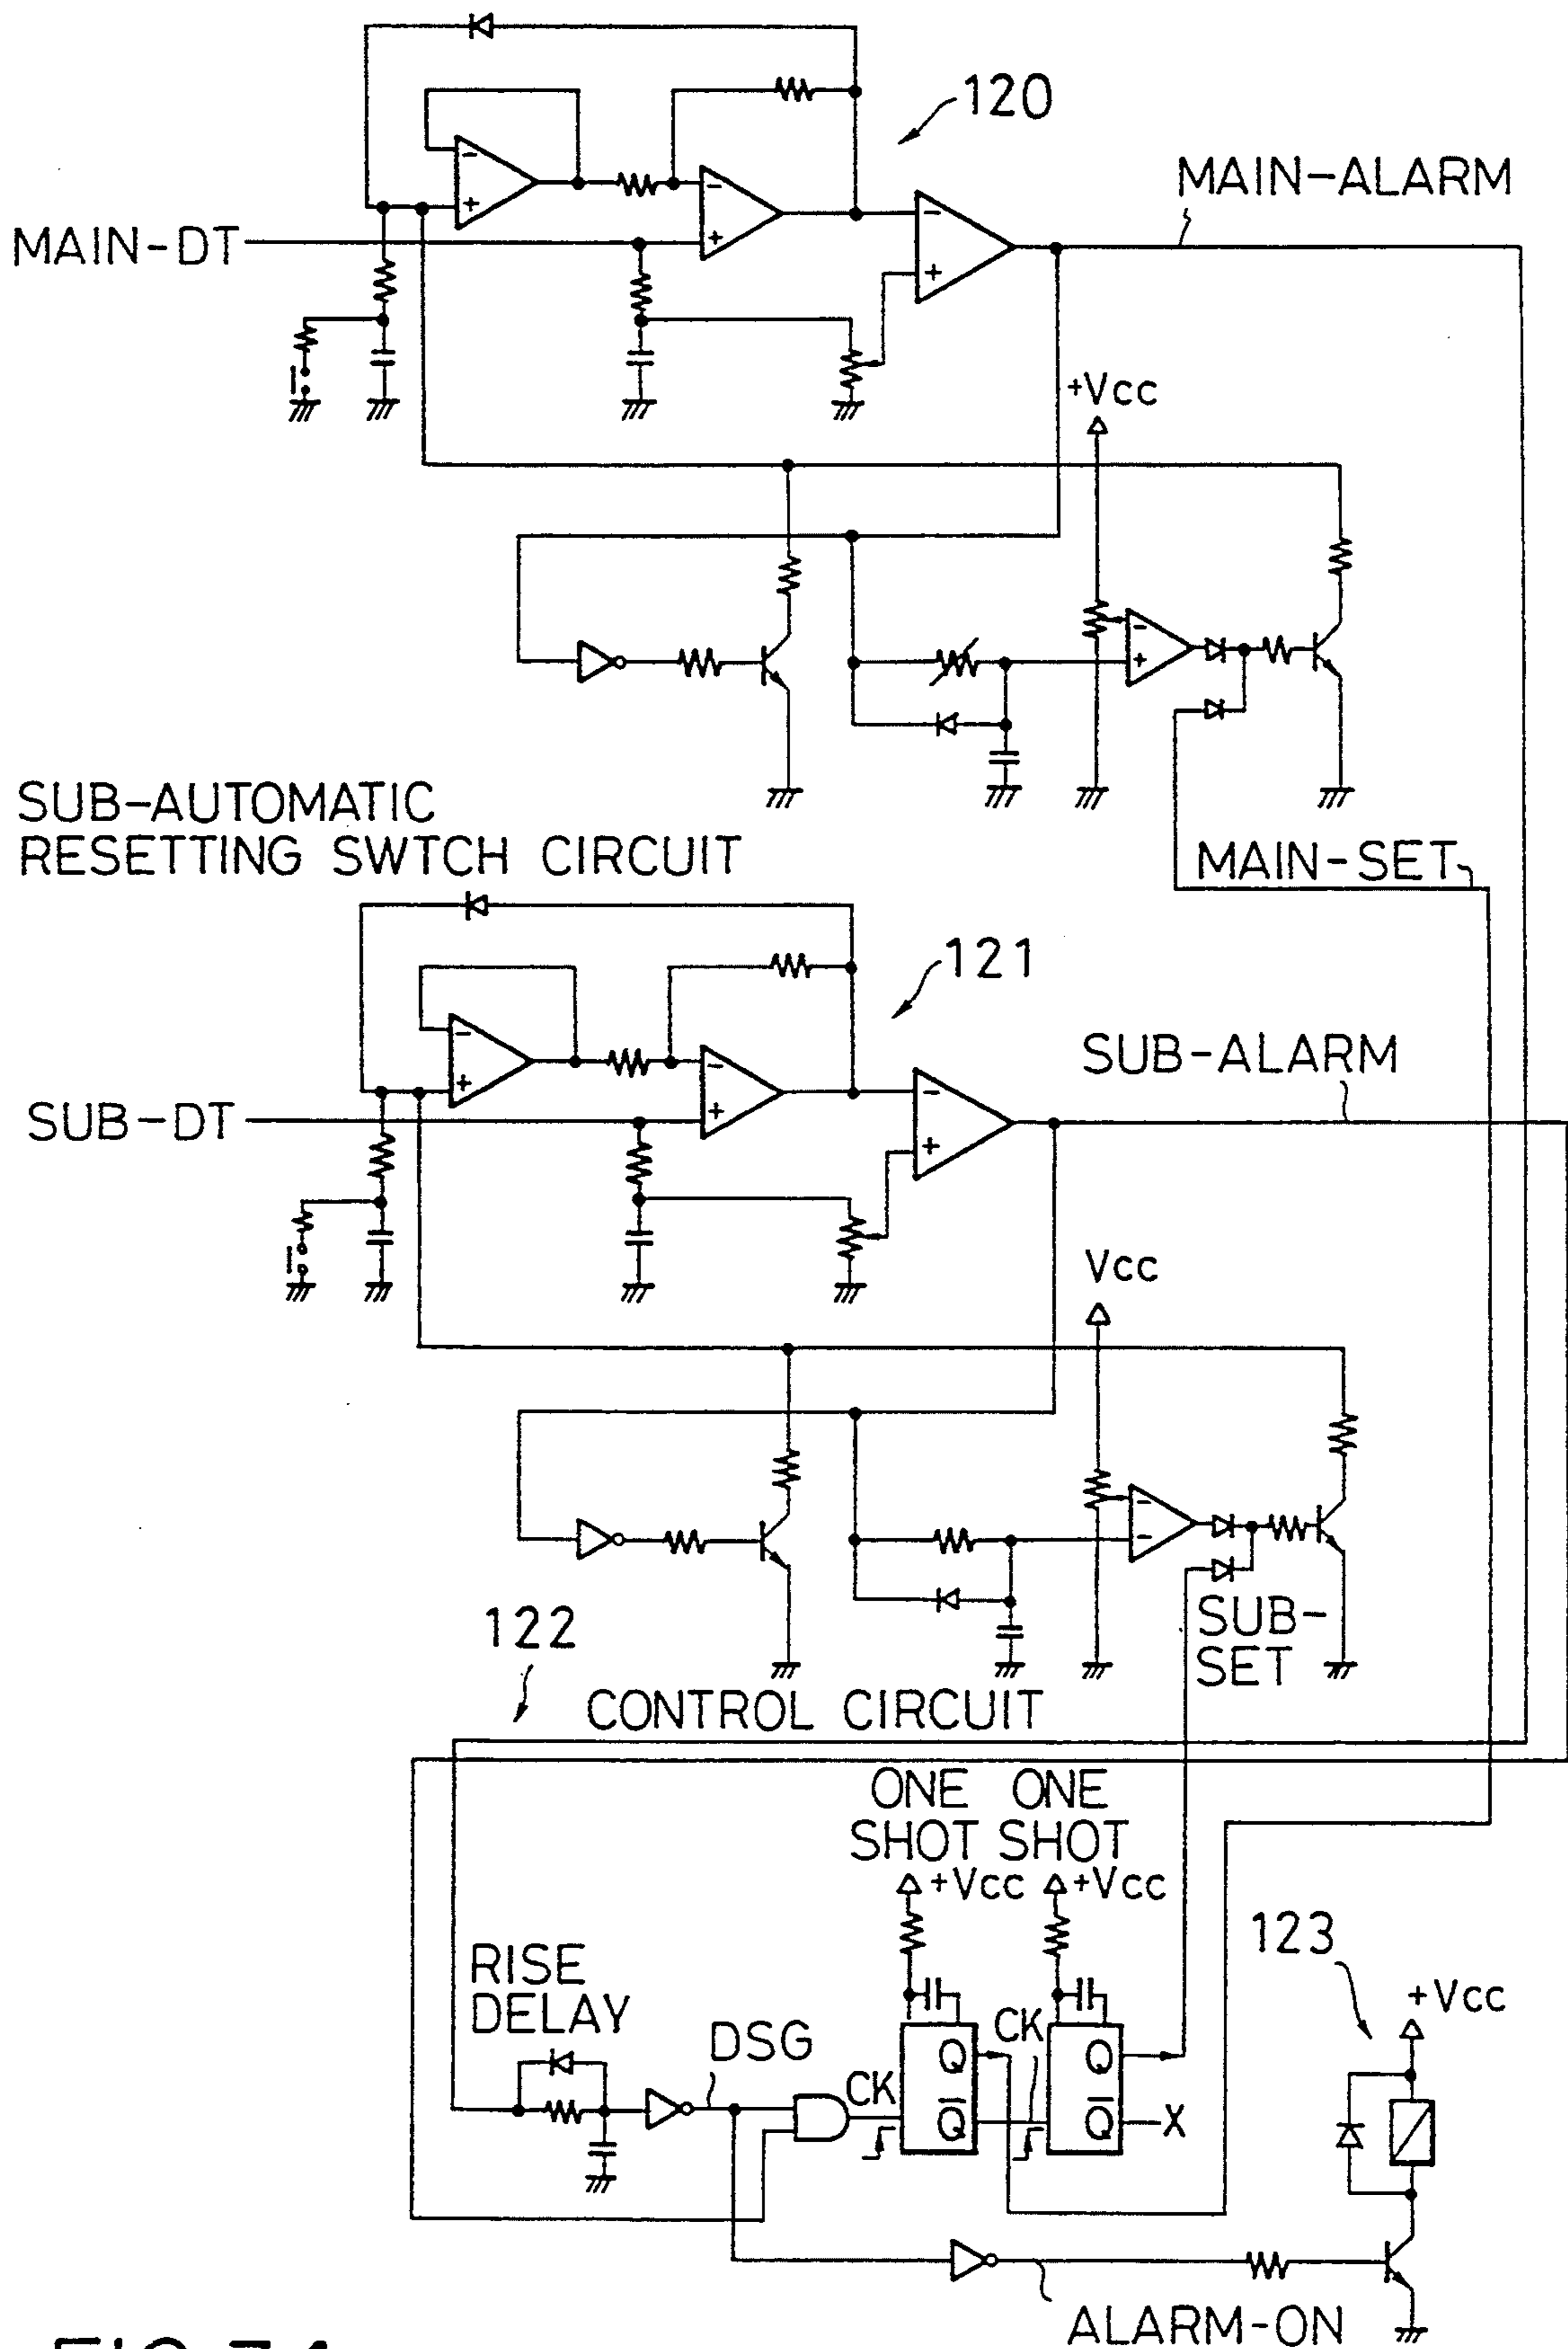 120
MAIN-ALARM
MAIN-DT
+Vcc
SUB-AUTOMATIC
RESETTING SWTCH CIRCUIT
MAIN-SET
121
SUB-ALARM
SUB-DT
Vcc
122
SUB-
SET
CONTROL CIRCUIT
ONE ONE
SHOT SHOT
+Vcc +Vcc
123
RISE
DELAY
+Vcc
DSG
CK
Q
Q
CK
Q̅
Q̅
X
ALARM-ON